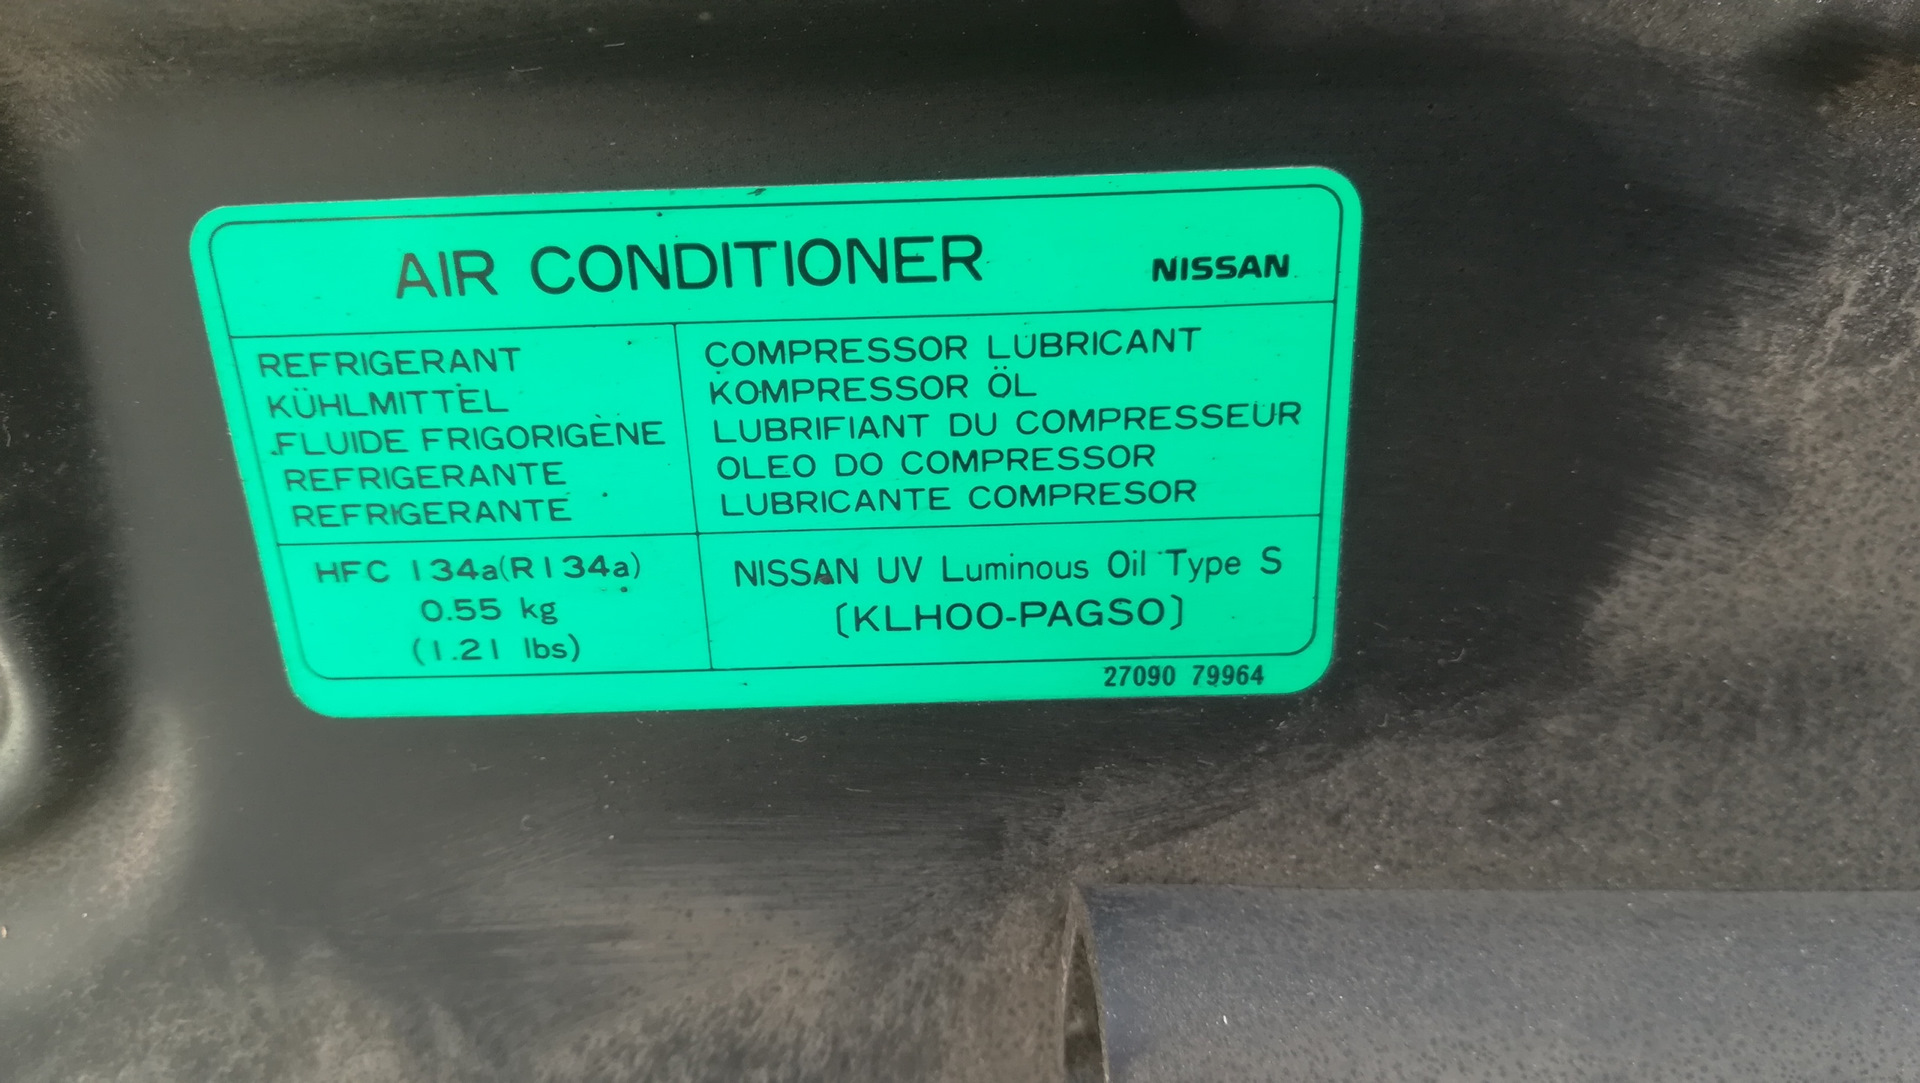 AIR CONDITIONER
NISSAN
REFRIGERANT
KÜHLMITTEL
FLUIDE FRIGORIGÈNE
REFRIGERANTE
REFRIGERANTE
COMPRESSOR LUBRICANT
KOMPRESSOR ÖL
LUBRIFIANT DU COMPRESSEUR
OLEO DO COMPRESSOR
LUBRICANTE COMPRESOR
HFC 134a(R134a)
0.55 kg
(1.21 lbs)
NISSAN UV Luminous Oil Type S
[KLH00-PAGS0]
27090 79964